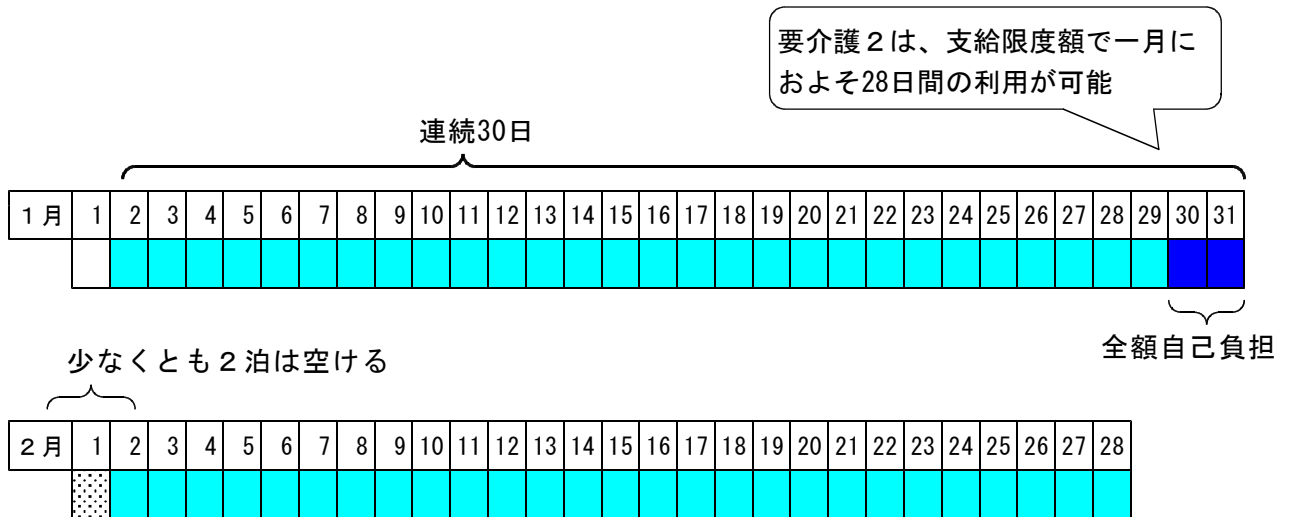 要介護２は、支給限度額で一月に
およそ28日間の利用が可能
連続30日
１月 1 2 3 4 5 6 7 8 9 10 11 12 13 14 15 16 17 18 19 20 21 22 23 24 25 26 27 28 29 30 31
全額自己負担
少なくとも２泊は空ける
２月 1 2 3 4 5 6 7 8 9 10 11 12 13 14 15 16 17 18 19 20 21 22 23 24 25 26 27 28